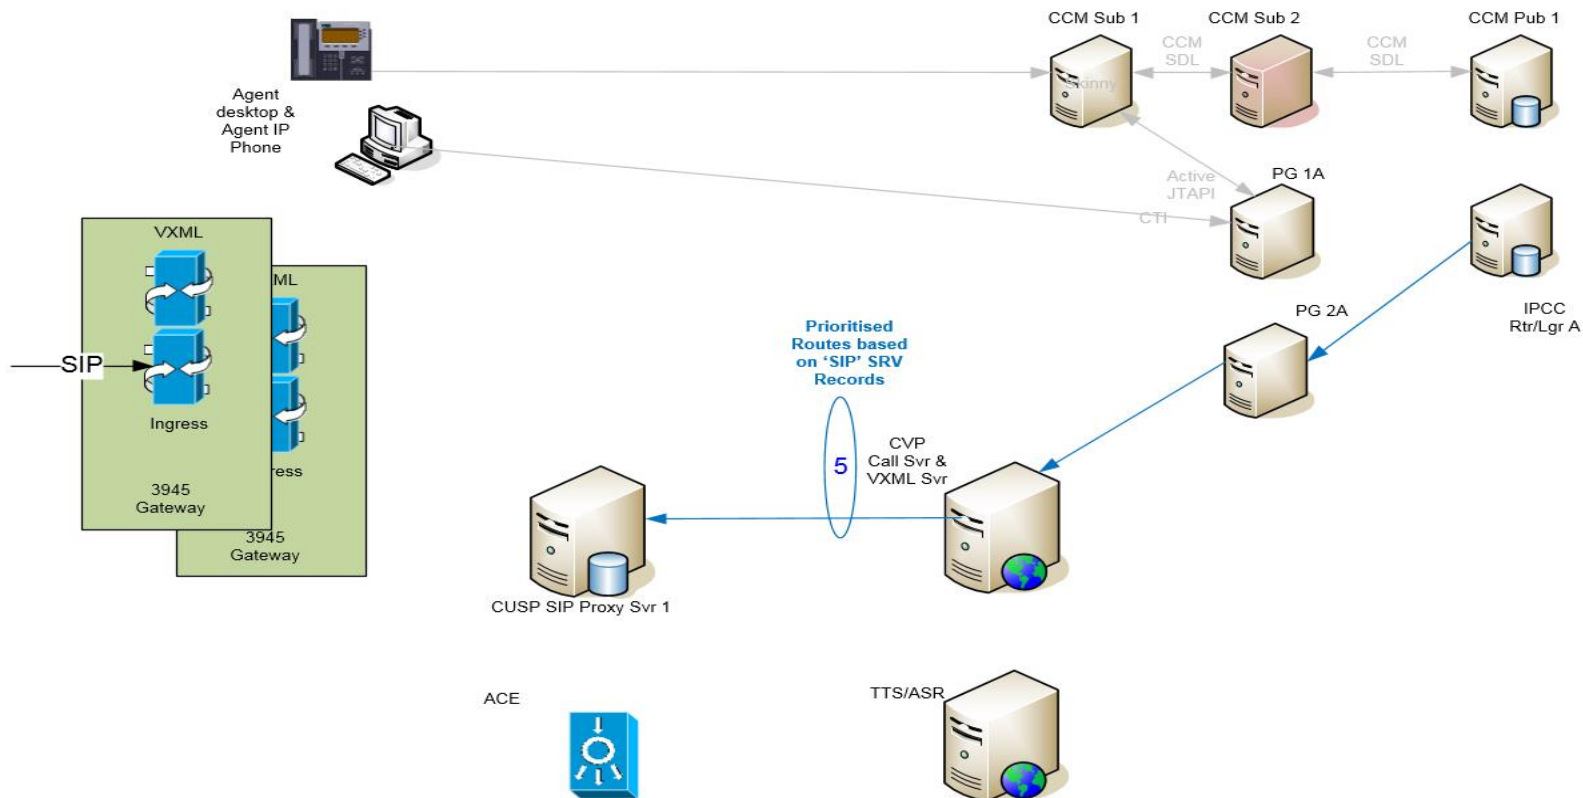 CCM Sub 1
CCM Sub 2
CCM Pub 1
CCM
SDL
CCM
SDL
Skinny
Agent
desktop &
Agent IP
Phone
Active
JTAPI
PG 1A
CTI
VXML
ML
SIP
Ingress
ress
3945
Gateway
3945
Gateway
IPCC
Rtr/Lgr A
PG 2A
Prioritised
Routes based
on ‘SIP’ SRV
Records
5
CVP
Call Svr &
VXML Svr
CUSP SIP Proxy Svr 1
ACE
TTS/ASR